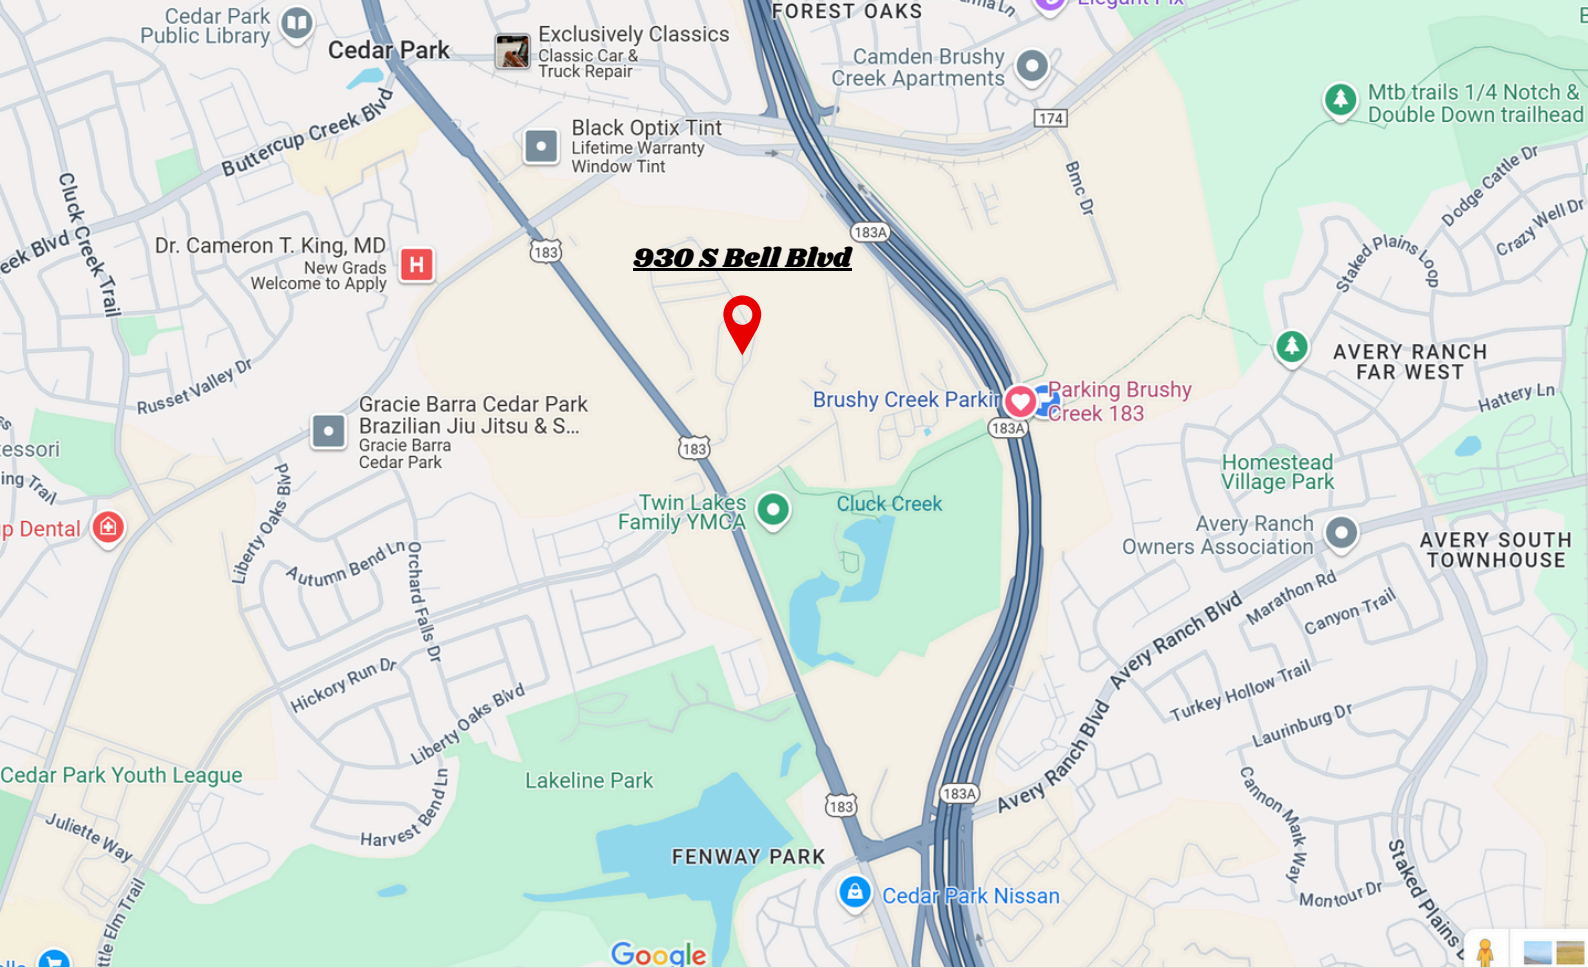 Cedar Park
Public Library
Cedar Park
Exclusively Classics
Classic Car &
Truck Repair
FOREST OAKS
Camden Brushy
Creek Apartments
174
Mtb trails 1/4 Notch &
Double Down trailhead
Buttercup Creek Blvd
Black Optix Tint
Lifetime Warranty
Window Tint
Bmc Dr
Dodge Cattle Dr
Crazy Well Dr
Cluck Creek Trail
eek Blvd
Dr. Cameron T. King, MD
New Grads
Welcome to Apply
H
183
930 S Bell Blvd
183A
Staked Plains Loop
Russet Valley Dr
AVERY RANCH
FAR WEST
Hattery Ln
Gracie Barra Cedar Park
Brazilian Jiu Jitsu & S...
Gracie Barra
Cedar Park
Brushy Creek Parkin
Parking Brushy
Creek 183
183A
183
essori
ing Trail
Homestead
Village Park
Twin Lakes
Family YMCA
Cluck Creek
p Dental
Liberty Oaks Blvd
Avery Ranch
Owners Association
AVERY SOUTH
TOWNHOUSE
Autumn Bend Ln
Orchard Falls Dr
Marathon Rd
Canyon Trail
Avery Ranch Blvd
Hickory Run Dr
Turkey Hollow Trail
Liberty Oaks Blvd
Laurinburg Dr
Avery Ranch Blvd
Cedar Park Youth League
Lakeline Park
183
183A
Harvest Bend Ln
Cannon Mark Way
Juliette Way
FENWAY PARK
Staked Plains
Montour Dr
Cedar Park Nissan
ttle Elm Trail
Google